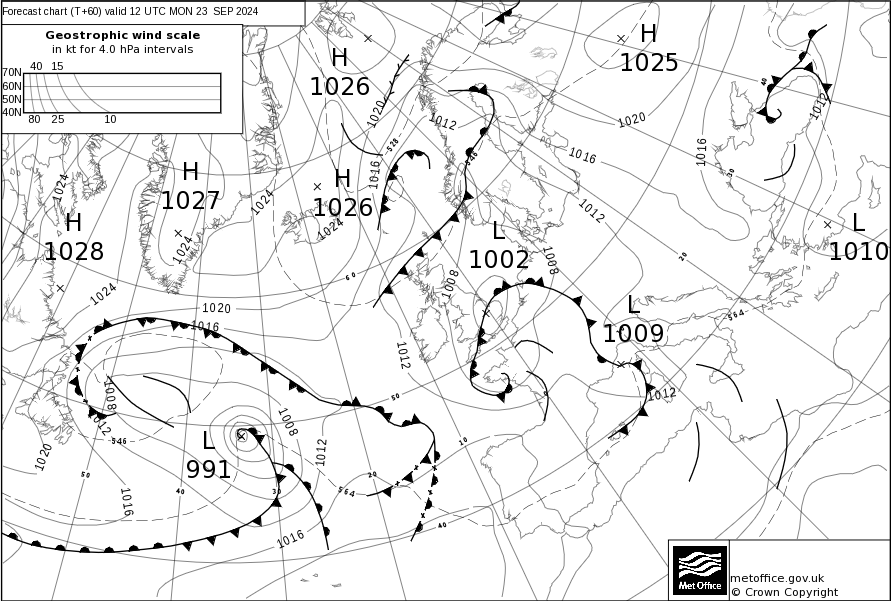 Forecast chart (T+60) valid 12 UTC MON 23 SEP 2024
Geostrophic wind scale
in kt for 4.0 hPa intervals
40 15
70N
60N
50N
40N
80 25 10
H
1026
H
1025
1020
1012
1020
1012
528
546
40
1016
1016
1016
30
H
1027
H
1026
1024
1024
1024
1024
1012
H
1028
L
1002
L
1010
1008
1008
20
60
1024
1020
1016
L
1009
564
1012
1008
1012
50
1012
1008
0
L
991
546
1012
10
1020
50
40
30
20
564
1016
40
1016
Met Office
metoffice.gov.uk
© Crown Copyright